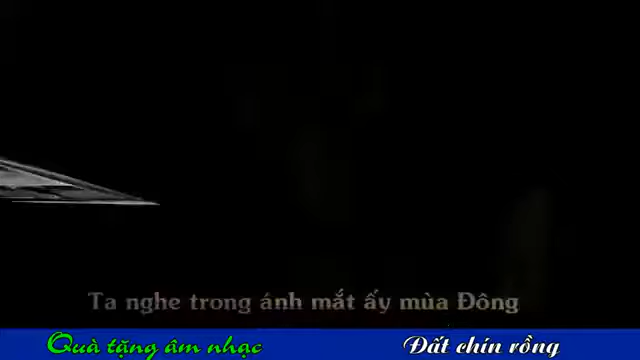 Ta nghe trong ánh mắt ấy mùa Đông
Quà tặng âm nhạc
Đất chín rồng